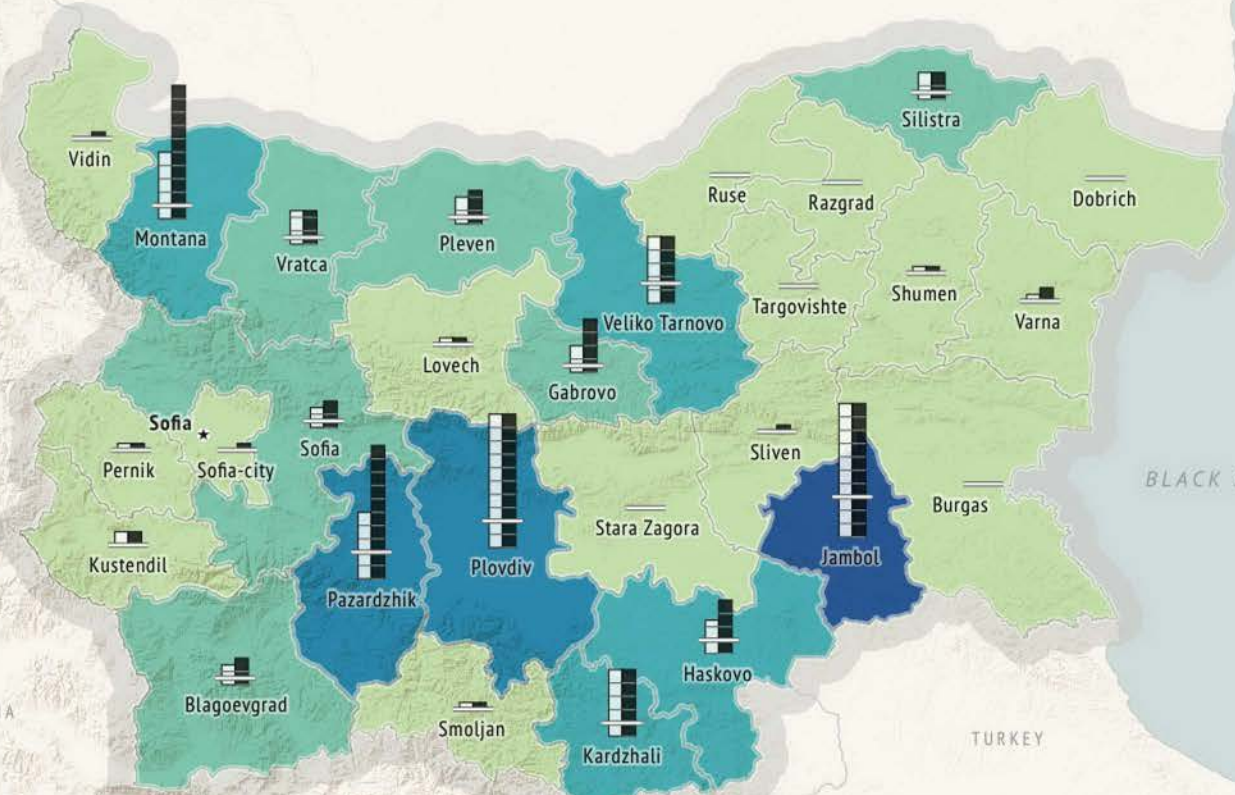 Silistra
Vidin
Ruse
Razgrad
Dobrich
Montana
Vratca
Pleven
Shumen
Targovishte
Varna
Veliko Tarnovo
Lovech
Gabrovo
Sofia
Sofia
Sliven
Pernik
Sofia-city
BLACK
Burgas
Stara Zagora
Kustendil
Plovdiv
Jambol
Pazardzhik
Haskovo
Blagoevgrad
Smoljan
Kardzhali
TURKEY
A